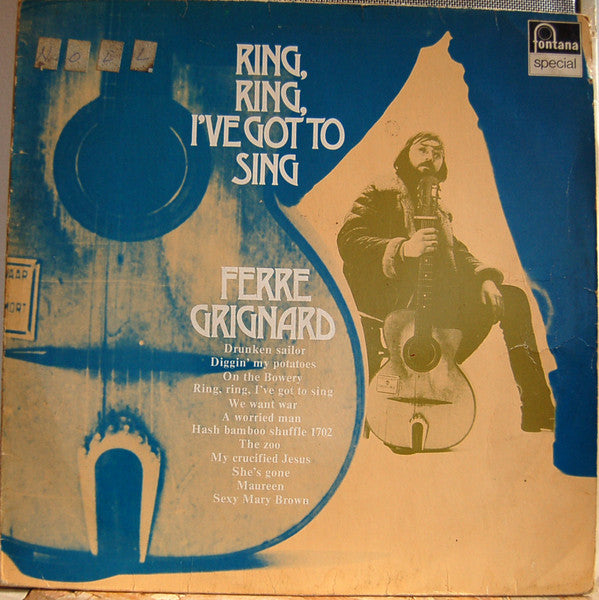 NOEL
fontana
special
RING,
RING,
I'VE GOT TO
SING
FERRE
GRIGNARD
Drunken sailor
Diggin' my potatoes
On the Bowery
Ring, ring, I've got to sing
We want war
A worried man
Hash bamboo shuffle 1702
The zoo
My crucified Jesus
She's gone
Maureen
Sexy Mary Brown